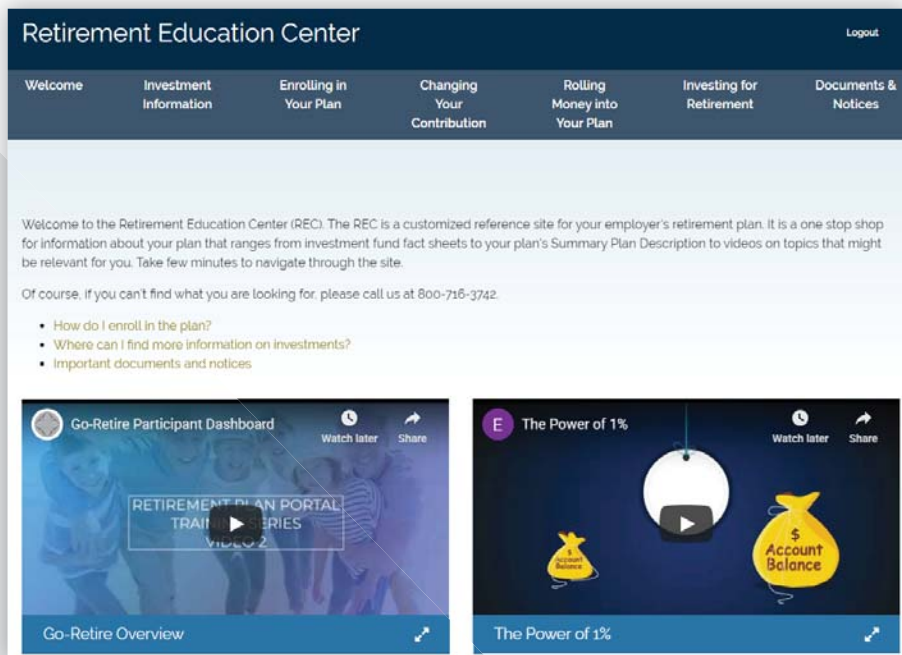 Retirement Education Center
Logout
Welcome
Investment
Information
Enrolling in
Your Plan
Changing
Your
Contribution
Rolling
Money into
Your Plan
Investing for
Retirement
Documents &
Notices
Welcome to the Retirement Education Center (REC). The REC is a customized reference site for your employer's retirement plan. It is a one stop shop
for information about your plan that ranges from investment fund fact sheets to your plan's Summary Plan Description to videos on topics that might
be relevant for you. Take few minutes to navigate through the site.
Of course, if you can't find what you are looking for, please call us at 800-716-3742.
• How do I enroll in the plan?
• Where can I find more information on investments?
• Important documents and notices
Go-Retire Participant Dashboard
Watch later
Share
RETIREMENT PLAN PORTAL
TRAINING SERIES
VIDEO 2
Go-Retire Overview
E
The Power of 1%
Watch later
Share
$
Account
Balance
$
Account
Balance
The Power of 1%